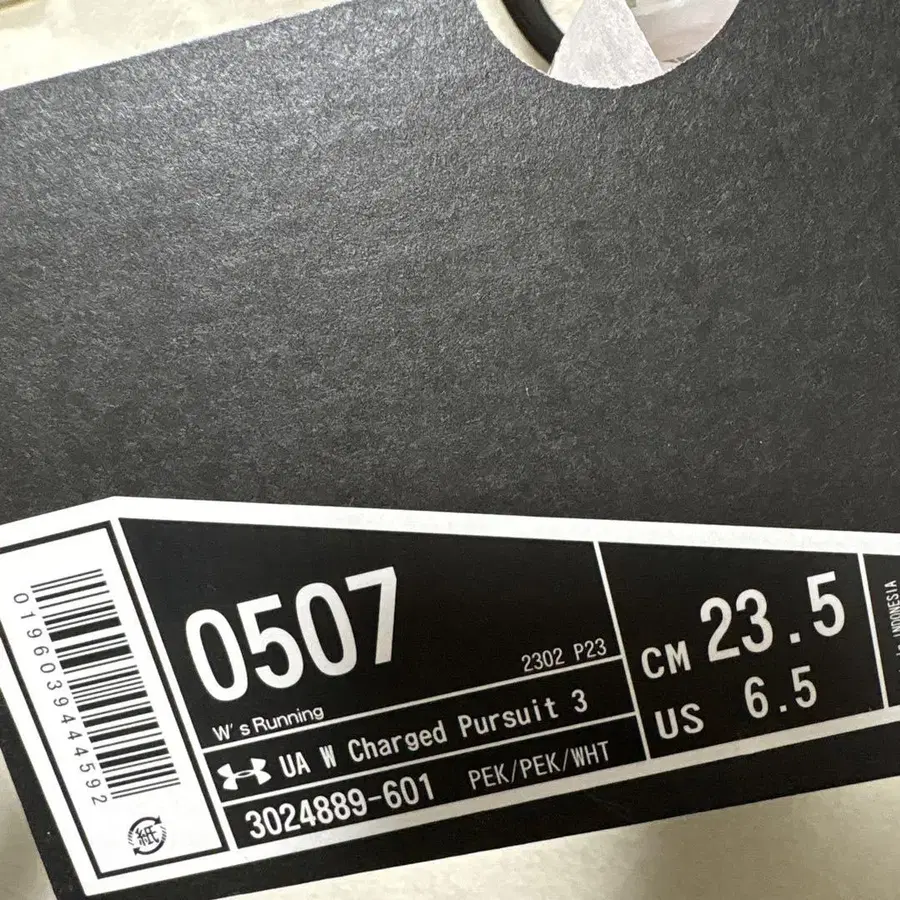 0196039444592
紙
0507
2302 P23
W's Running
UA W Charged Pursuit 3
3024889-601 PEK/PEK/WHT
CM 23.5
US 6.5
INDONESIA